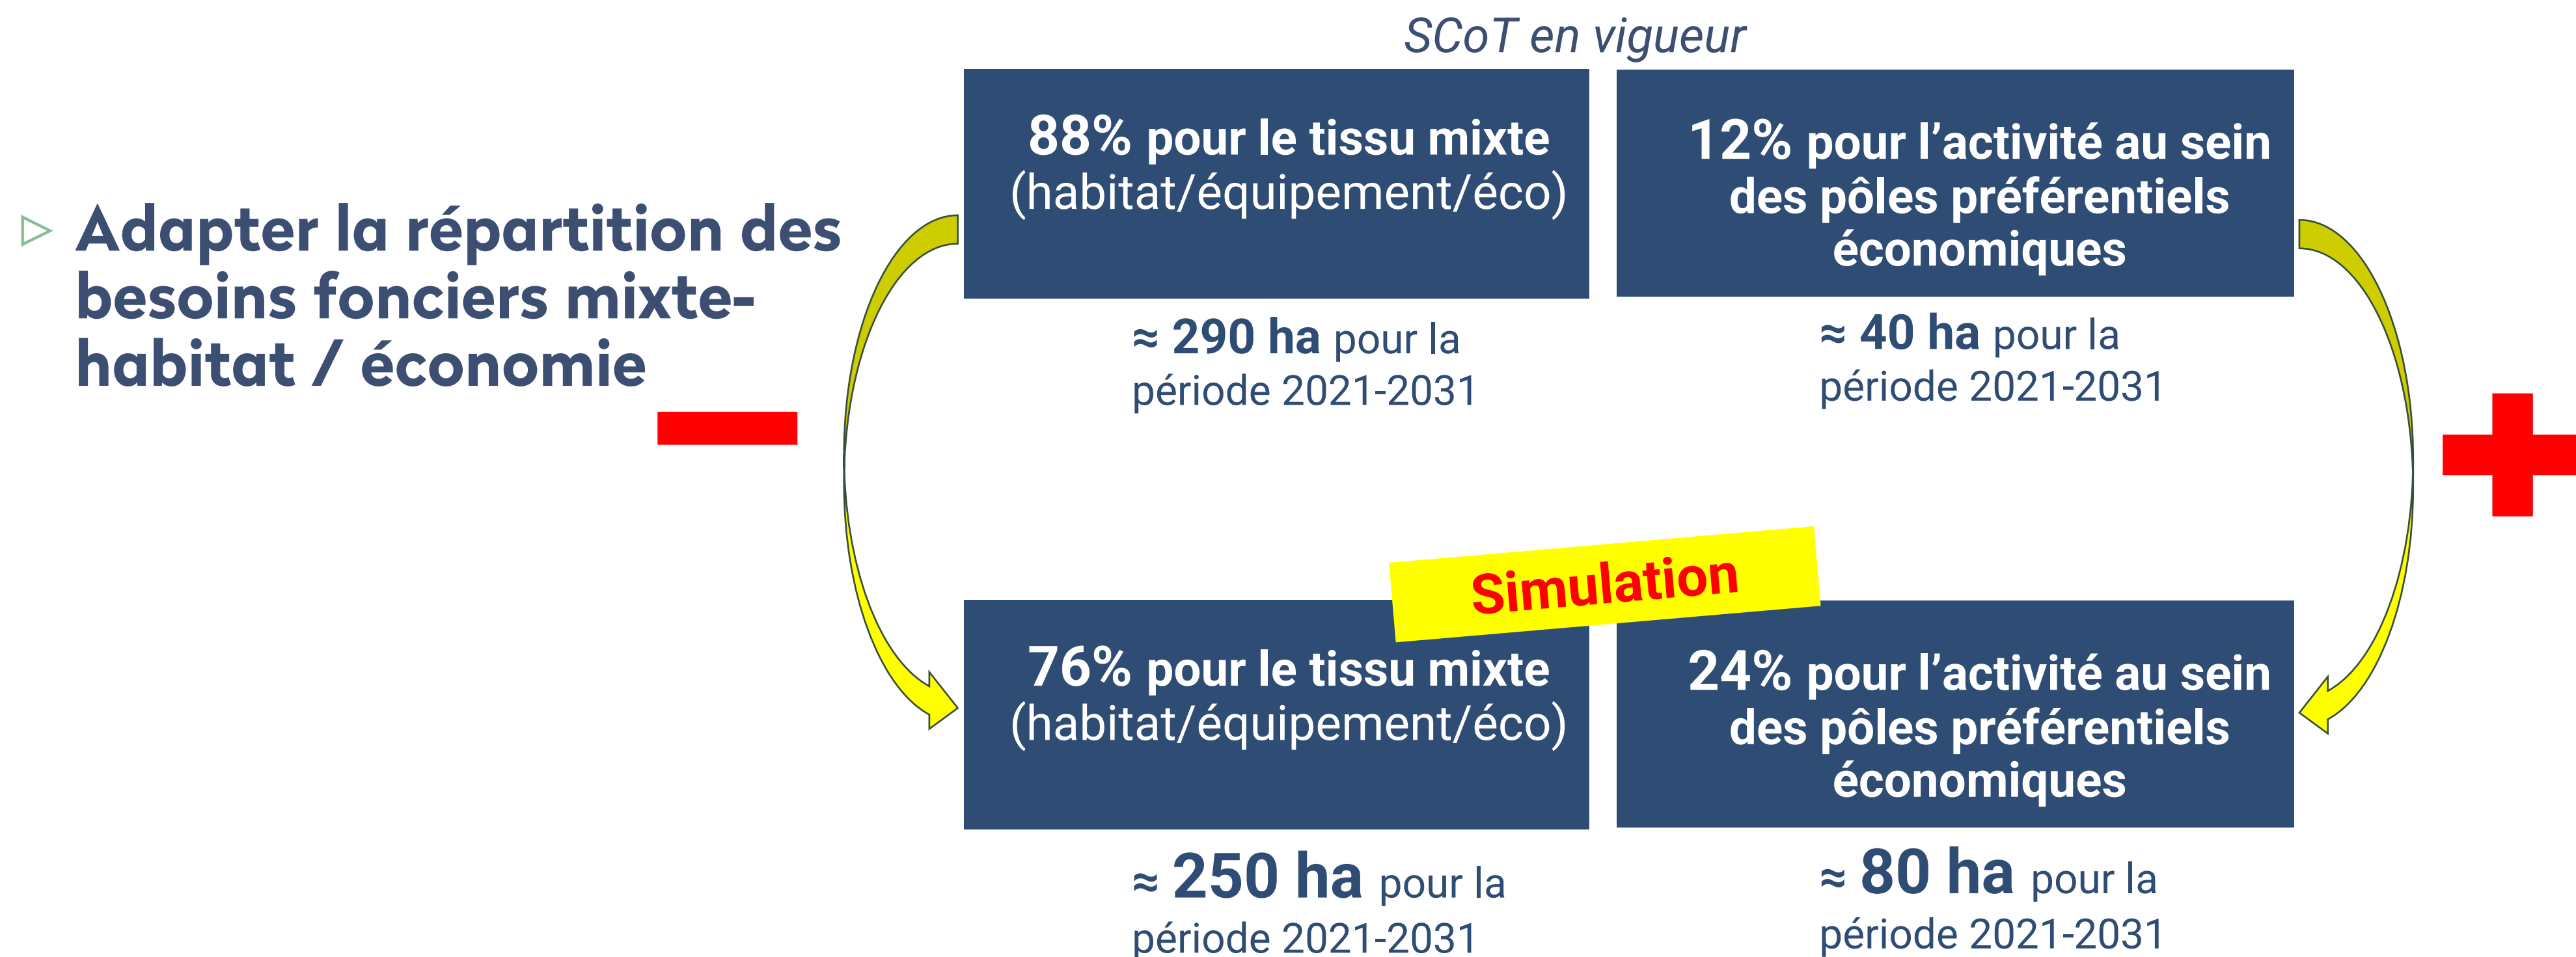 SCoT en vigueur
▷ Adapter la répartition des
besoins fonciers mixte-
habitat / économie
88% pour le tissu mixte
(habitat/équipement/éco)
≈ 290 ha pour la
période 2021-2031
12% pour l’activité au sein
des pôles préférentiels
économiques
≈ 40 ha pour la
période 2021-2031
Simulation
76% pour le tissu mixte
(habitat/équipement/éco)
≈ 250 ha pour la
période 2021-2031
24% pour l’activité au sein
des pôles préférentiels
économiques
≈ 80 ha pour la
période 2021-2031